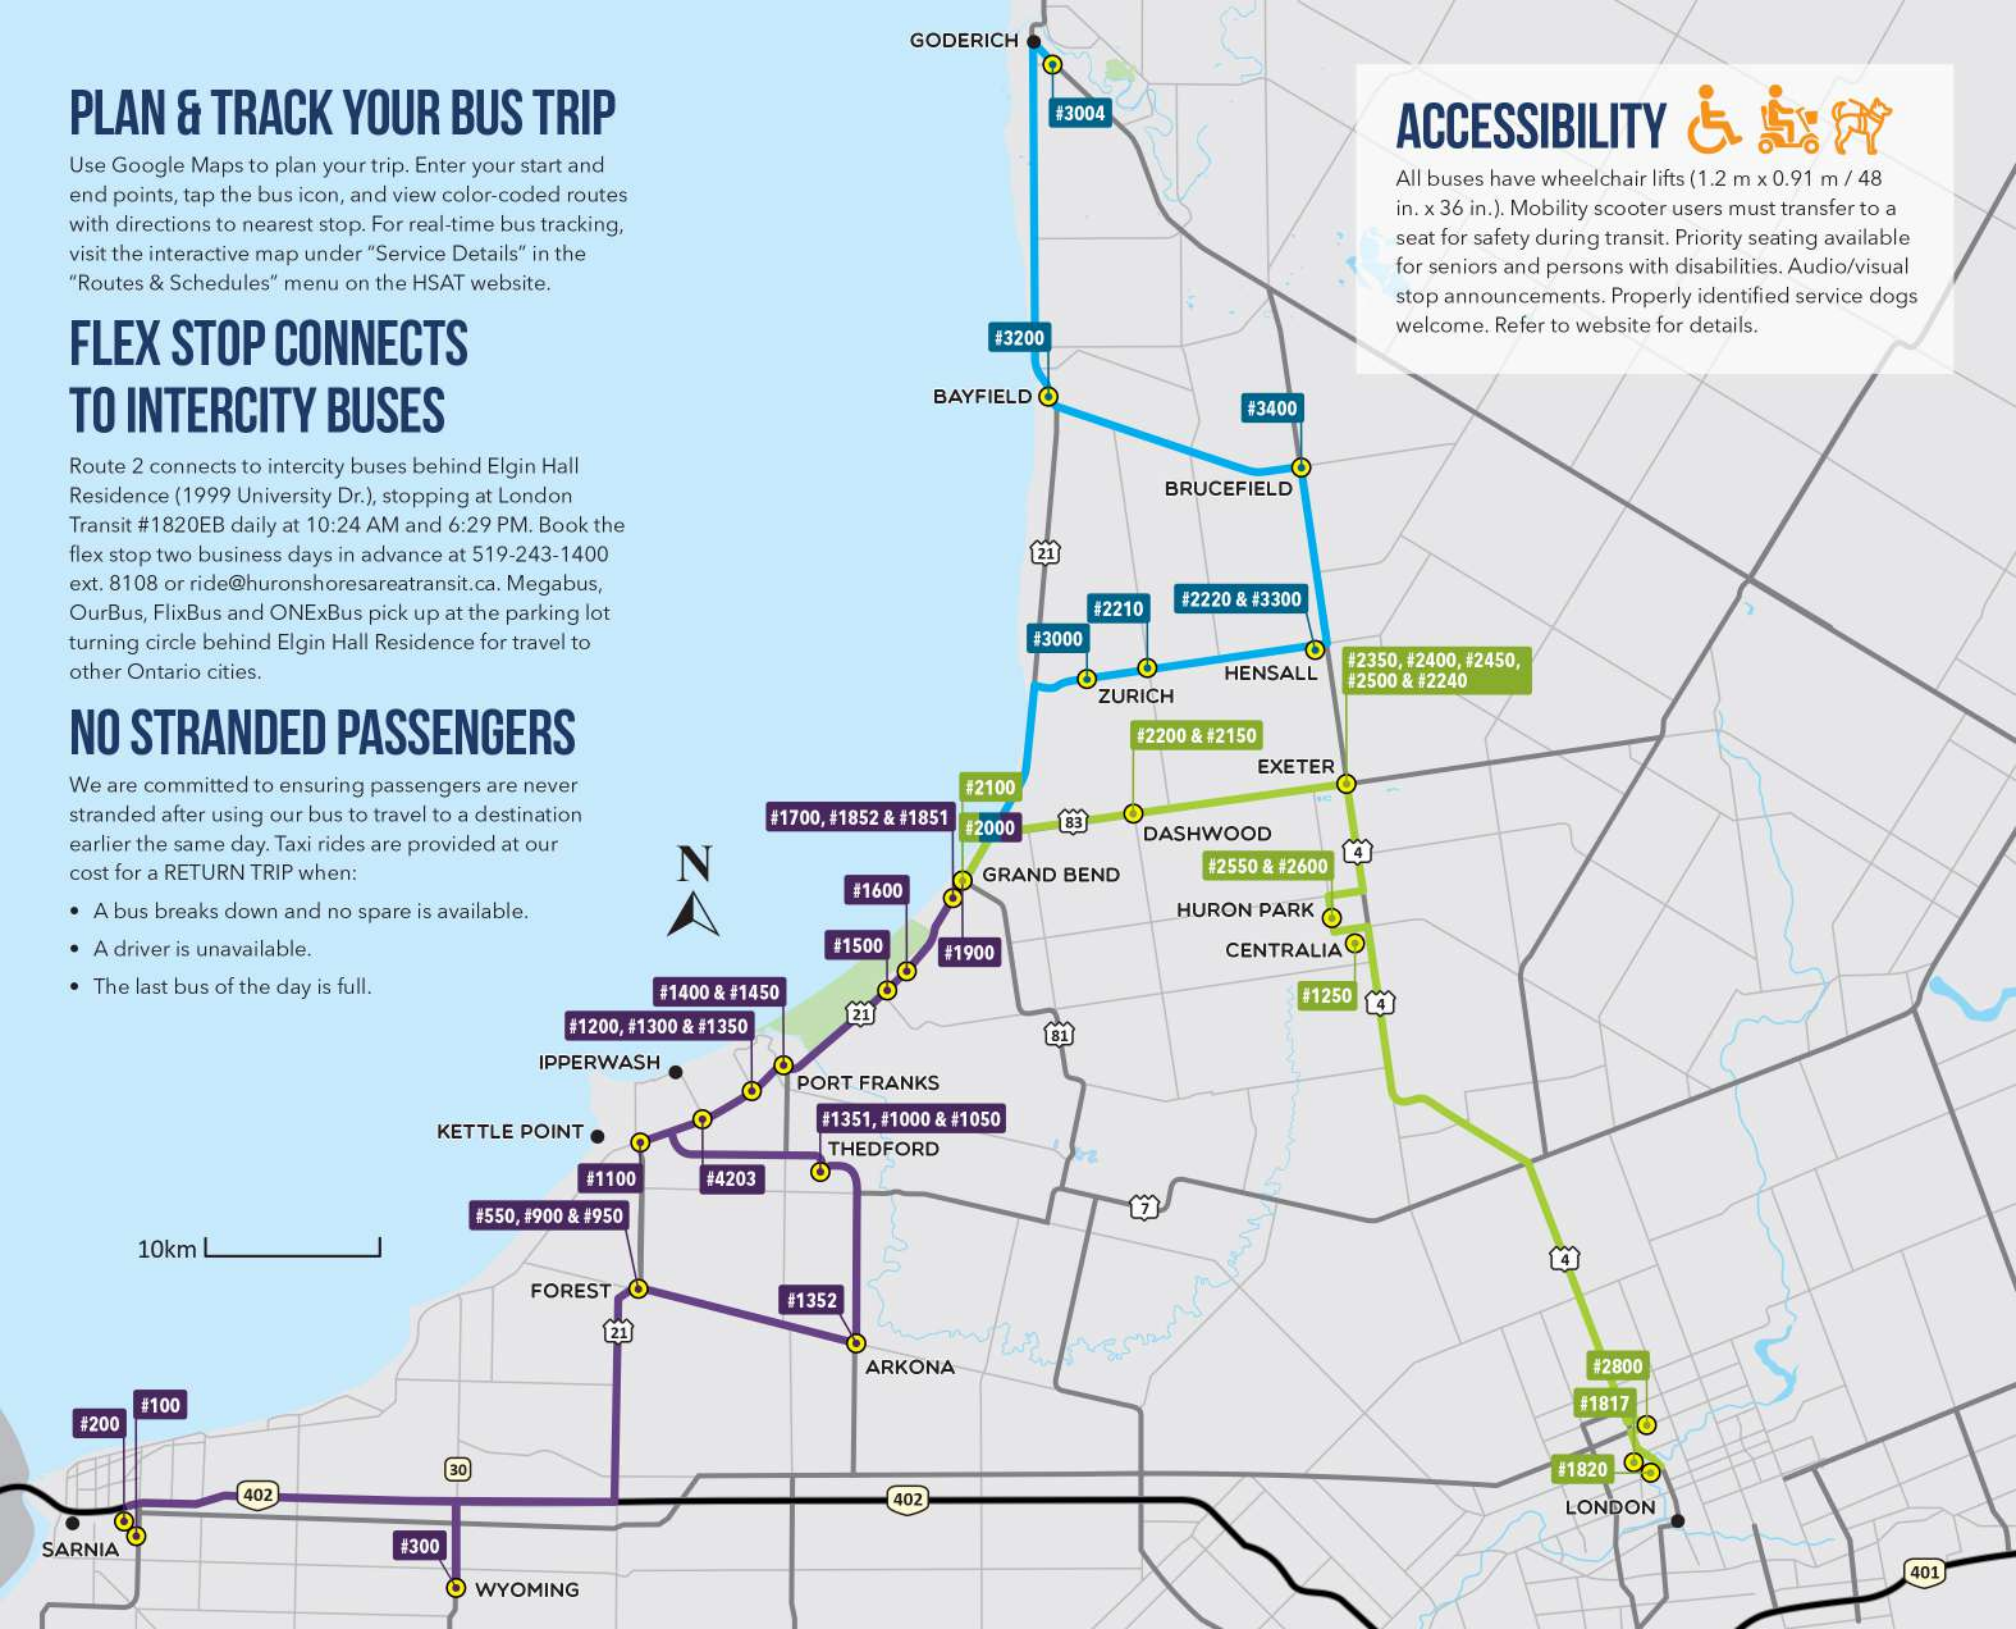 PLAN & TRACK YOUR BUS TRIP
Use Google Maps to plan your trip. Enter your start and
end points, tap the bus icon, and view color-coded routes
with directions to nearest stop. For real-time bus tracking,
visit the interactive map under “Service Details” in the
“Routes & Schedules” menu on the HSAT website.
FLEX STOP CONNECTS
TO INTERCITY BUSES
Route 2 connects to intercity buses behind Elgin Hall
Residence (1999 University Dr.), stopping at London
Transit #1820EB daily at 10:24 AM and 6:29 PM. Book the
flex stop two business days in advance at 519-243-1400
ext. 8108 or ride@huronshoresareatransit.ca. Megabus,
OurBus, FlixBus and ONExBus pick up at the parking lot
turning circle behind Elgin Hall Residence for travel to
other Ontario cities.
NO STRANDED PASSENGERS
We are committed to ensuring passengers are never
stranded after using our bus to travel to a destination
earlier the same day. Taxi rides are provided at our
cost for a RETURN TRIP when:
• A bus breaks down and no spare is available.
• A driver is unavailable.
• The last bus of the day is full.
ACCESSIBILITY
All buses have wheelchair lifts (1.2 m x 0.91 m / 48
in. x 36 in.). Mobility scooter users must transfer to a
seat for safety during transit. Priority seating available
for seniors and persons with disabilities. Audio/visual
stop announcements. Properly identified service dogs
welcome. Refer to website for details.
GODERICH
#3004
#3200
BAYFIELD
#3400
BRUCEFIELD
21
#2220 & #3300
#2210
#3000
HENSALL
ZURICH
#2350, #2400, #2450,
#2500 & #2240
#2200 & #2150
EXETER
#2100
#1700, #1852 & #1851
#2000
83
DASHWOOD
4
N
#2550 & #2600
GRAND BEND
#1600
HURON PARK
#1500
#1900
CENTRALIA
#1400 & #1450
#1250
4
21
#1200, #1300 & #1350
81
IPPERWASH
PORT FRANKS
#1351, #1000 & #1050
KETTLE POINT
THEDFORD
#1100
#4203
7
#550, #900 & #950
10km
4
FOREST
#1352
21
ARKONA
#2800
#100
#1817
#200
30
#1820
402
402
LONDON
SARNIA
#300
401
WYOMING